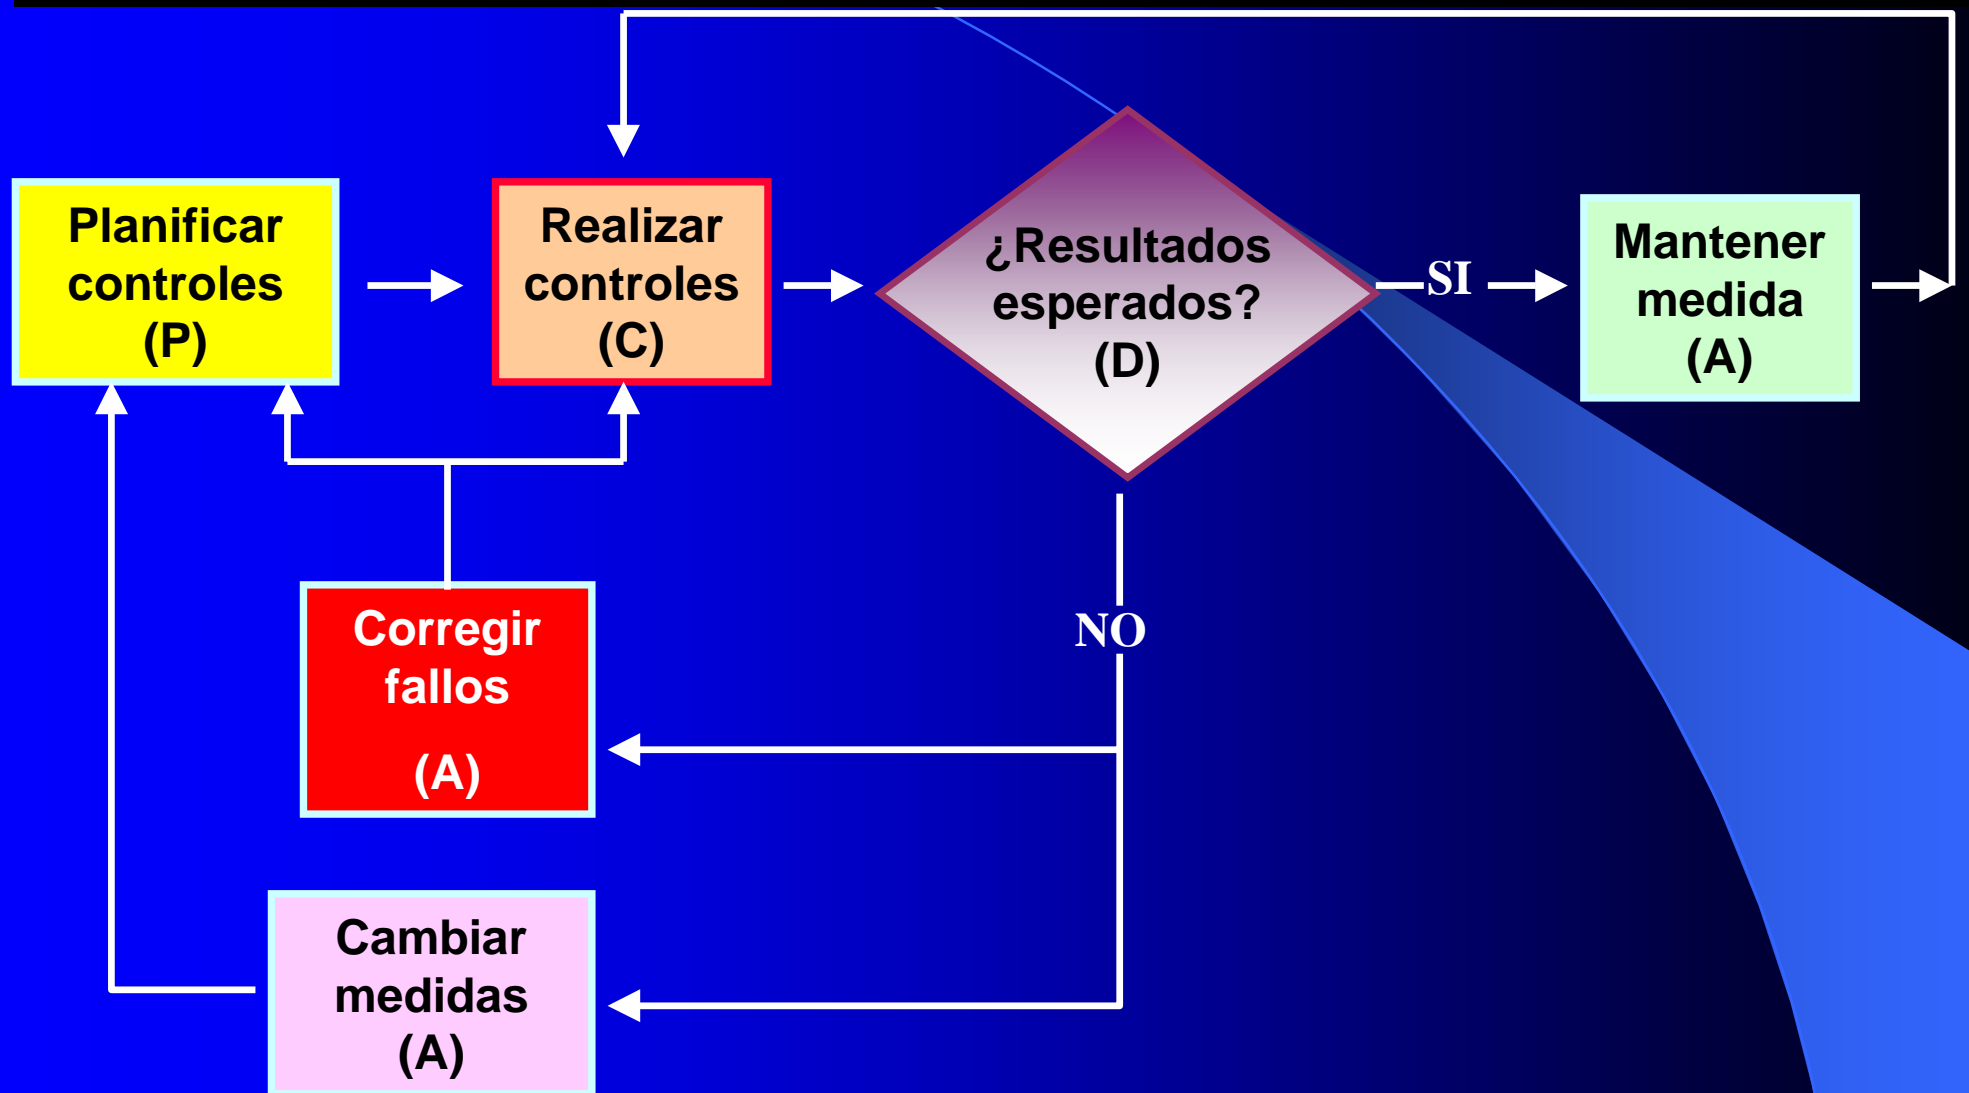 Planificar
controles
(P)
Realizar
controles
(C)
¿Resultados
esperados?
(D)
SI
Mantener
medida
(A)
NO
Corregir
fallos
(A)
Cambiar
medidas
(A)